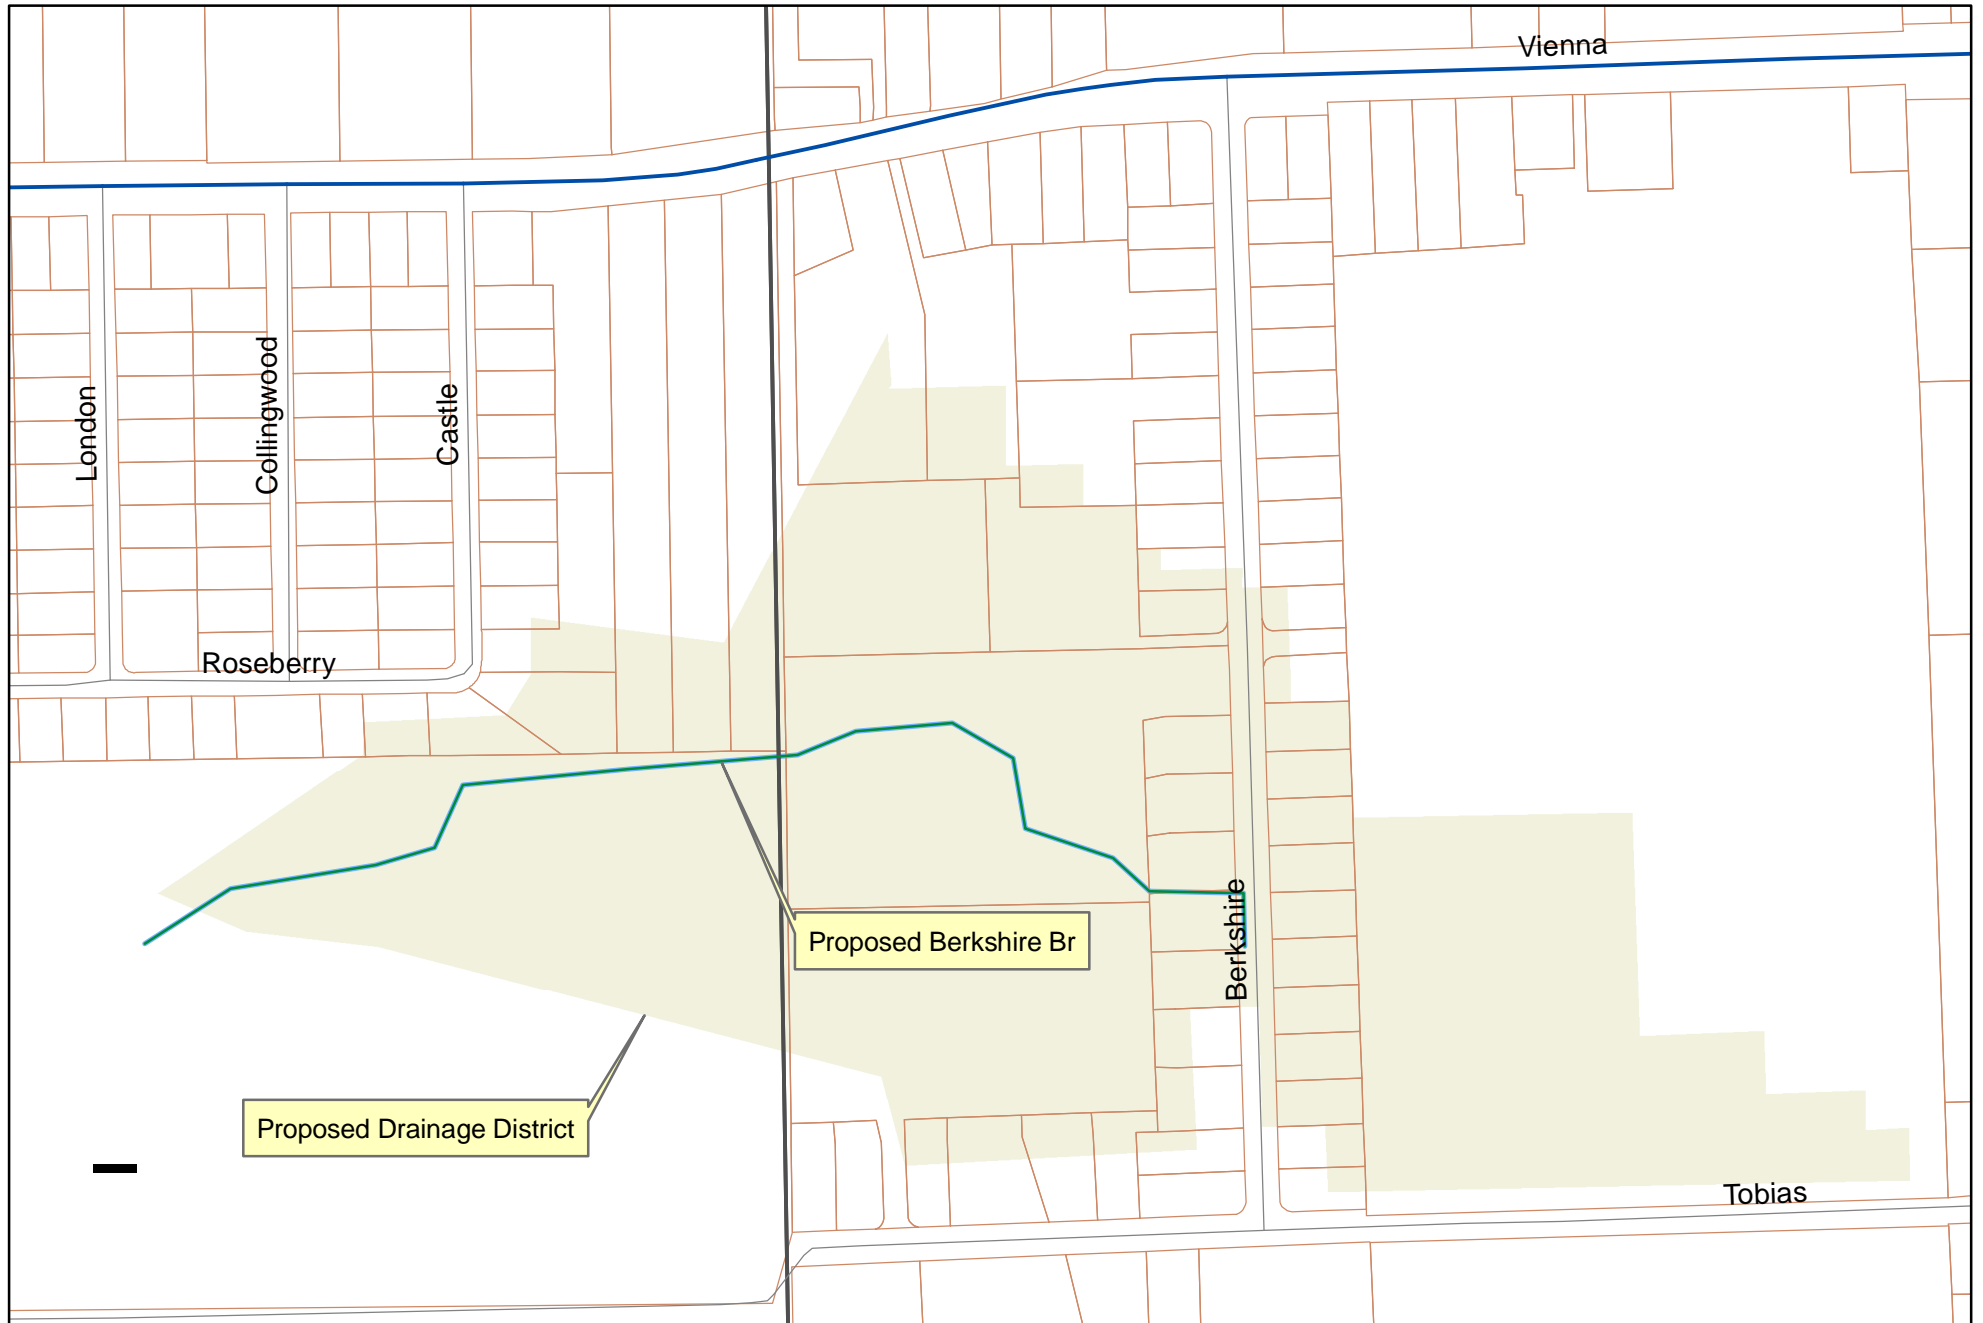 Vienna
London
Collingwood
Castle
Roseberry
Proposed Berkshire Br
Berkshire
Proposed Drainage District
Tobias